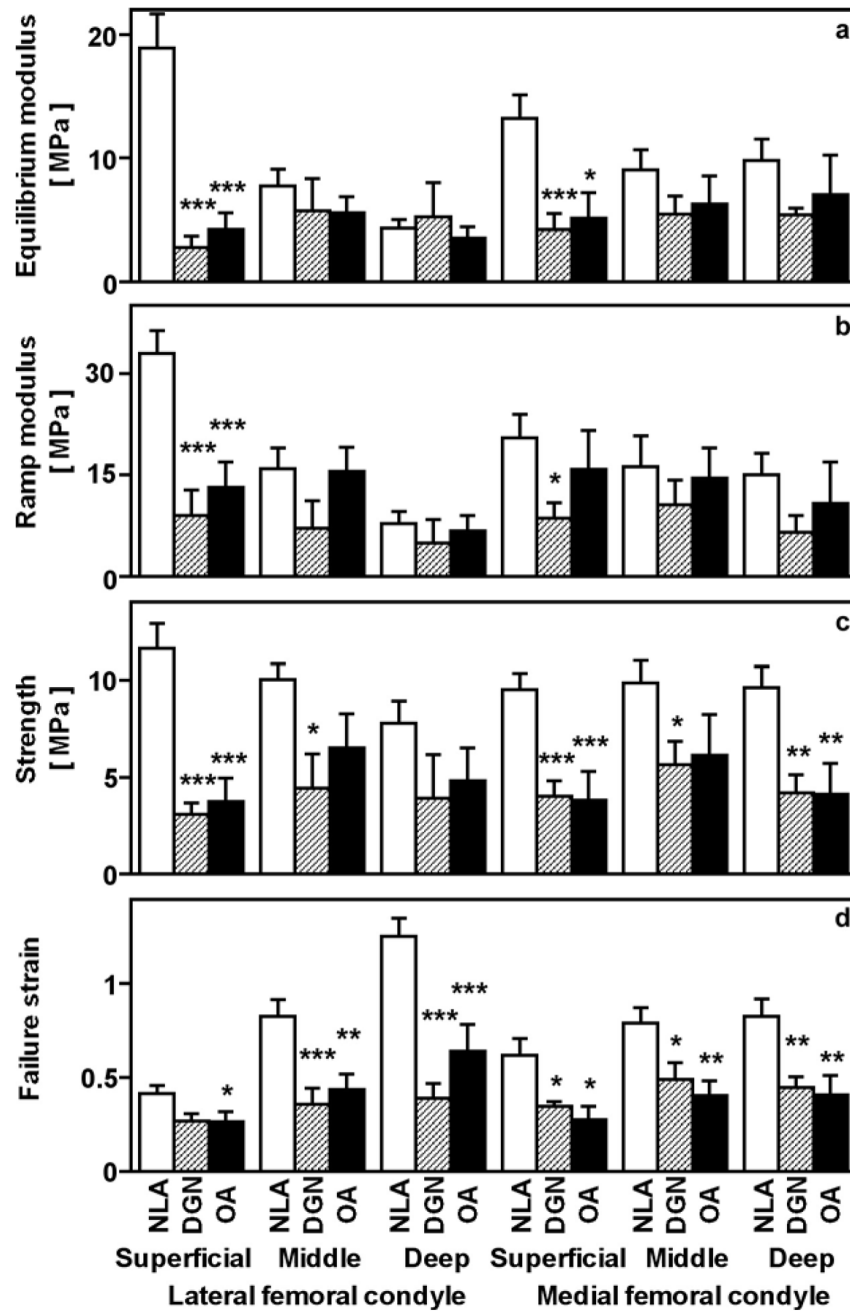 a
Equilibrium modulus
[ MPa]
20
10
0
***
***
***
*
b
Ramp modulus
[ MPa]
30
15
0
***
***
*
c
Strength
[ MPa]
10
5
0
***
***
*
***
***
*
**
**
d
Failure strain
1
0.5
0
*
***
**
***
***
*
*
*
**
**
**
NLA DGN OA NLA DGN OA NLA DGN OA NLA DGN OA NLA DGN OA NLA DGN OA
Superficial Middle Deep Superficial Middle Deep
Lateral femoral condyle Medial femoral condyle